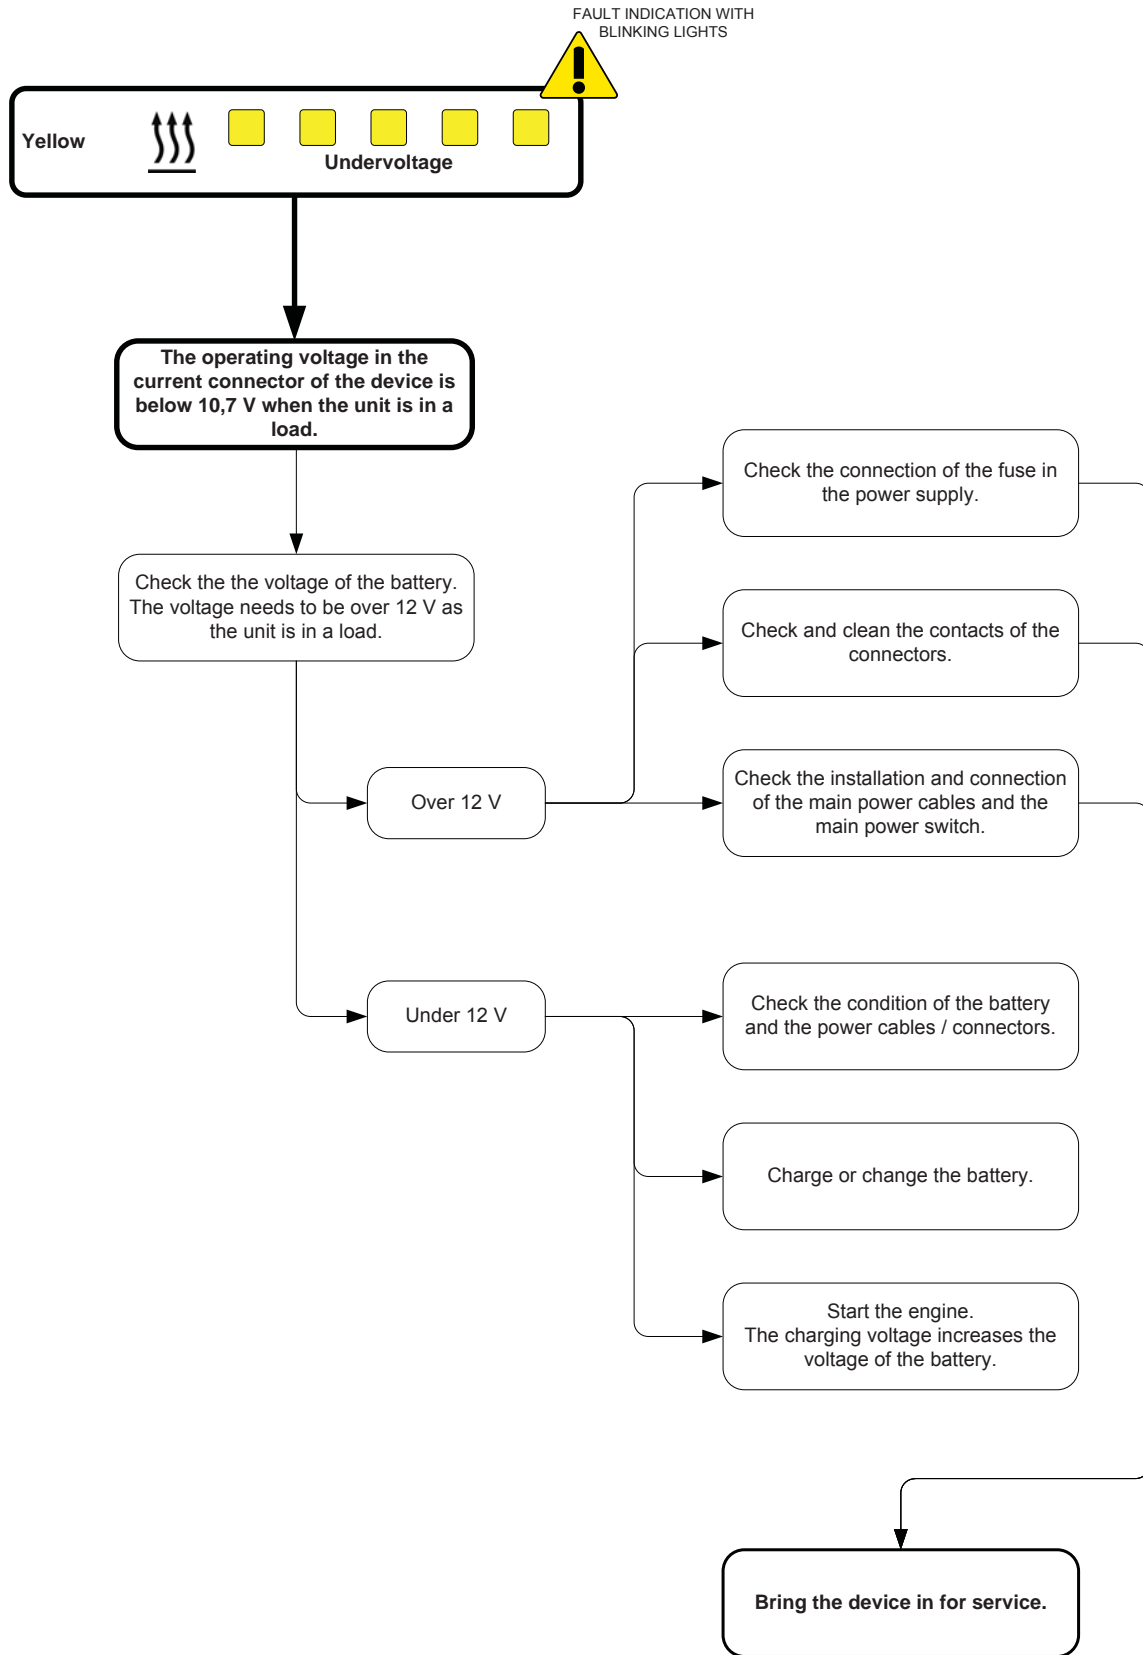 FAULT INDICATION WITH
BLINKING LIGHTS
Yellow
Undervoltage
The operating voltage in the
current connector of the device is
below 10,7 V when the unit is in a
load.
Check the the voltage of the battery.
The voltage needs to be over 12 V as
the unit is in a load.
Over 12 V
Check the connection of the fuse in
the power supply.
Check and clean the contacts of the
connectors.
Check the installation and connection
of the main power cables and the
main power switch.
Under 12 V
Check the condition of the battery
and the power cables / connectors.
Charge or change the battery.
Start the engine.
The charging voltage increases the
voltage of the battery.
Bring the device in for service.